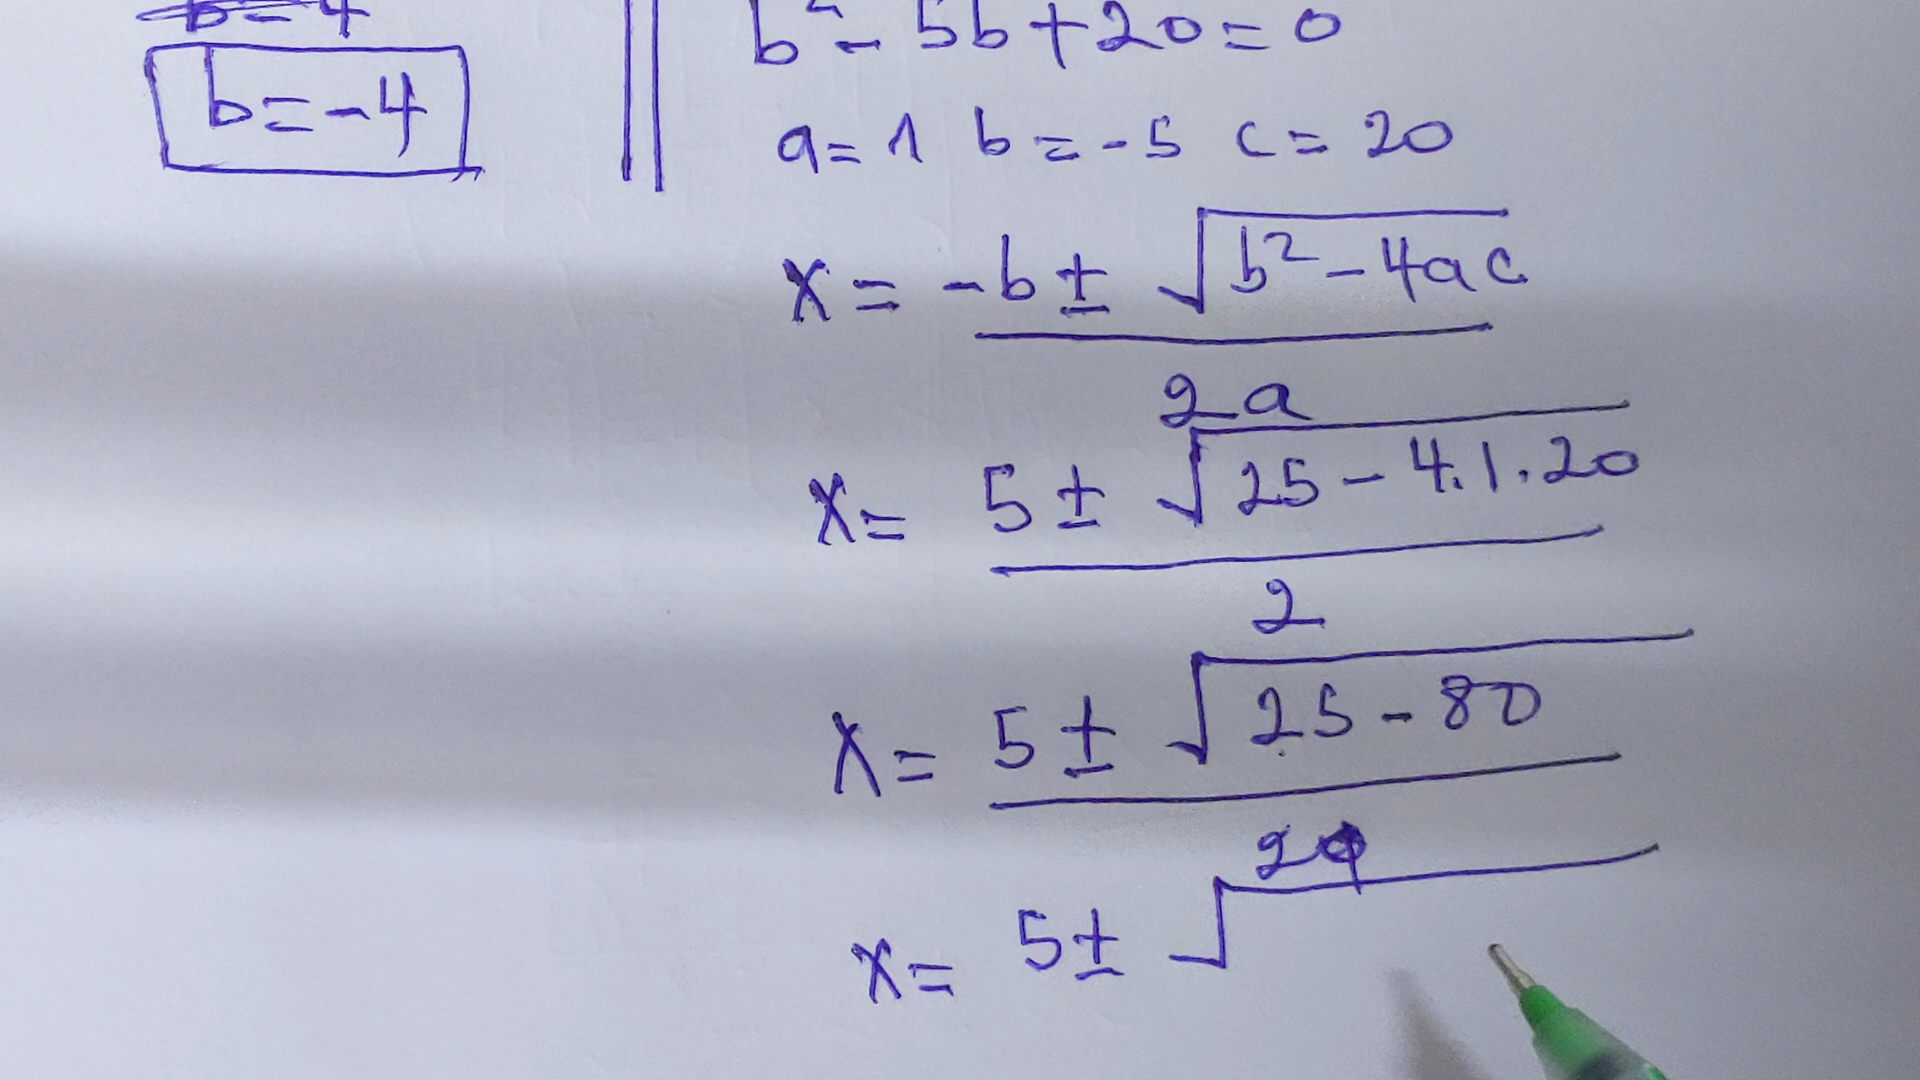 b = 4
b = -4
b² - 5b + 20 = 0
a = 1 b = -5 c = 20
x = -b ± √b² - 4ac
2a
x = 5 ± √25 - 4.1.20
2
x = 5 ± √25 - 80
2
x = 5 ± √